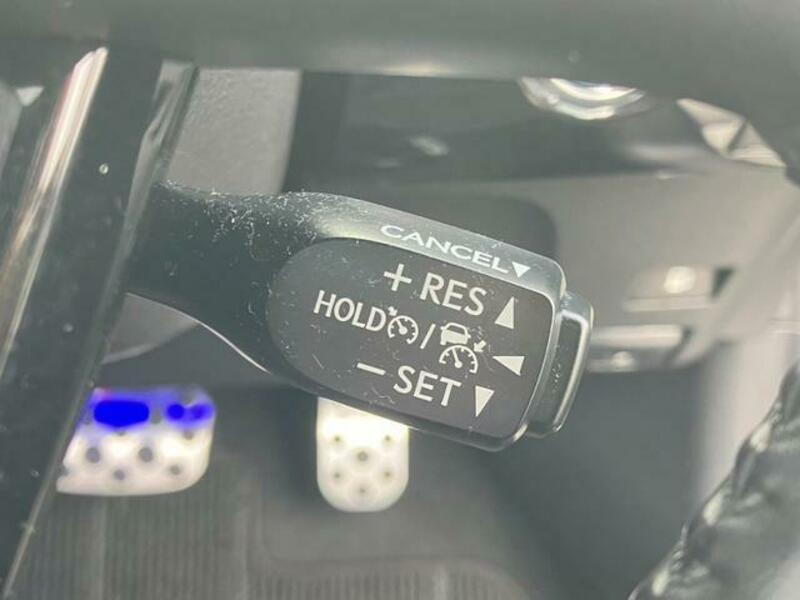 CANCEL▼
+ RES ▲
HOLD / ◀
− SET ▼